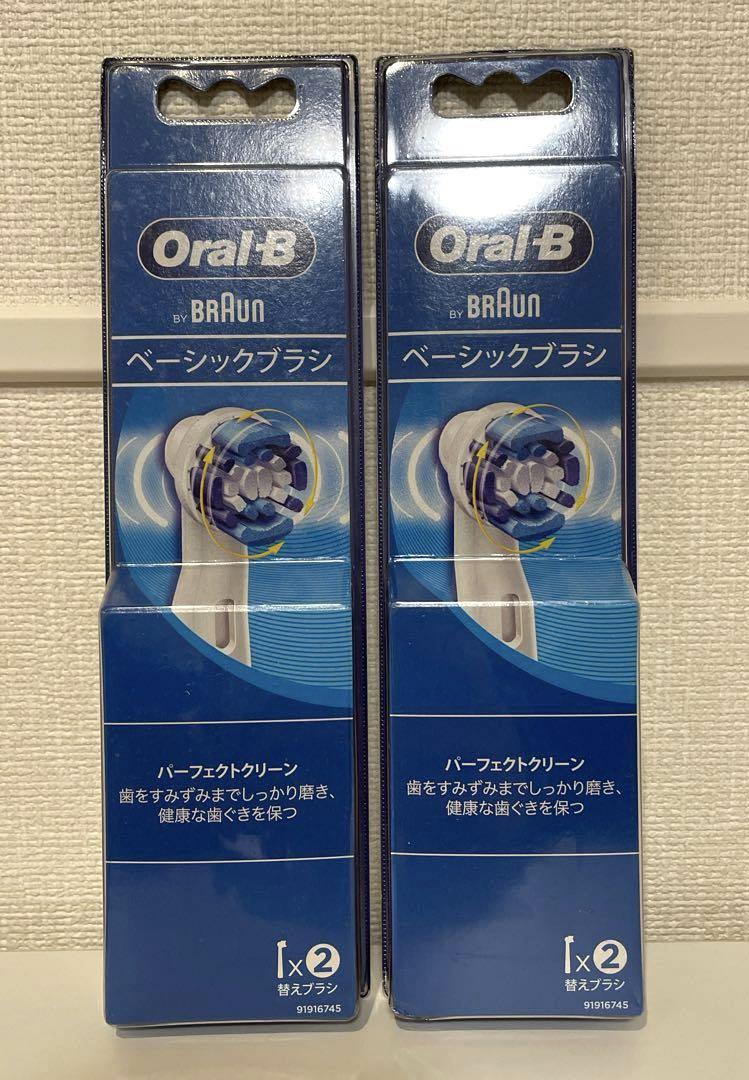 Oral-B
BY BRAUN
ベーシックブラシ
パーフェクトクリーン
歯をすみずみまでしっかり磨き、
健康な歯ぐきを保つ
x2
替えブラシ
91916745
Oral-B
BY BRAUN
ベーシックブラシ
パーフェクトクリーン
歯をすみずみまでしっかり磨き、
健康な歯ぐきを保つ
x2
替えブラシ
91916745